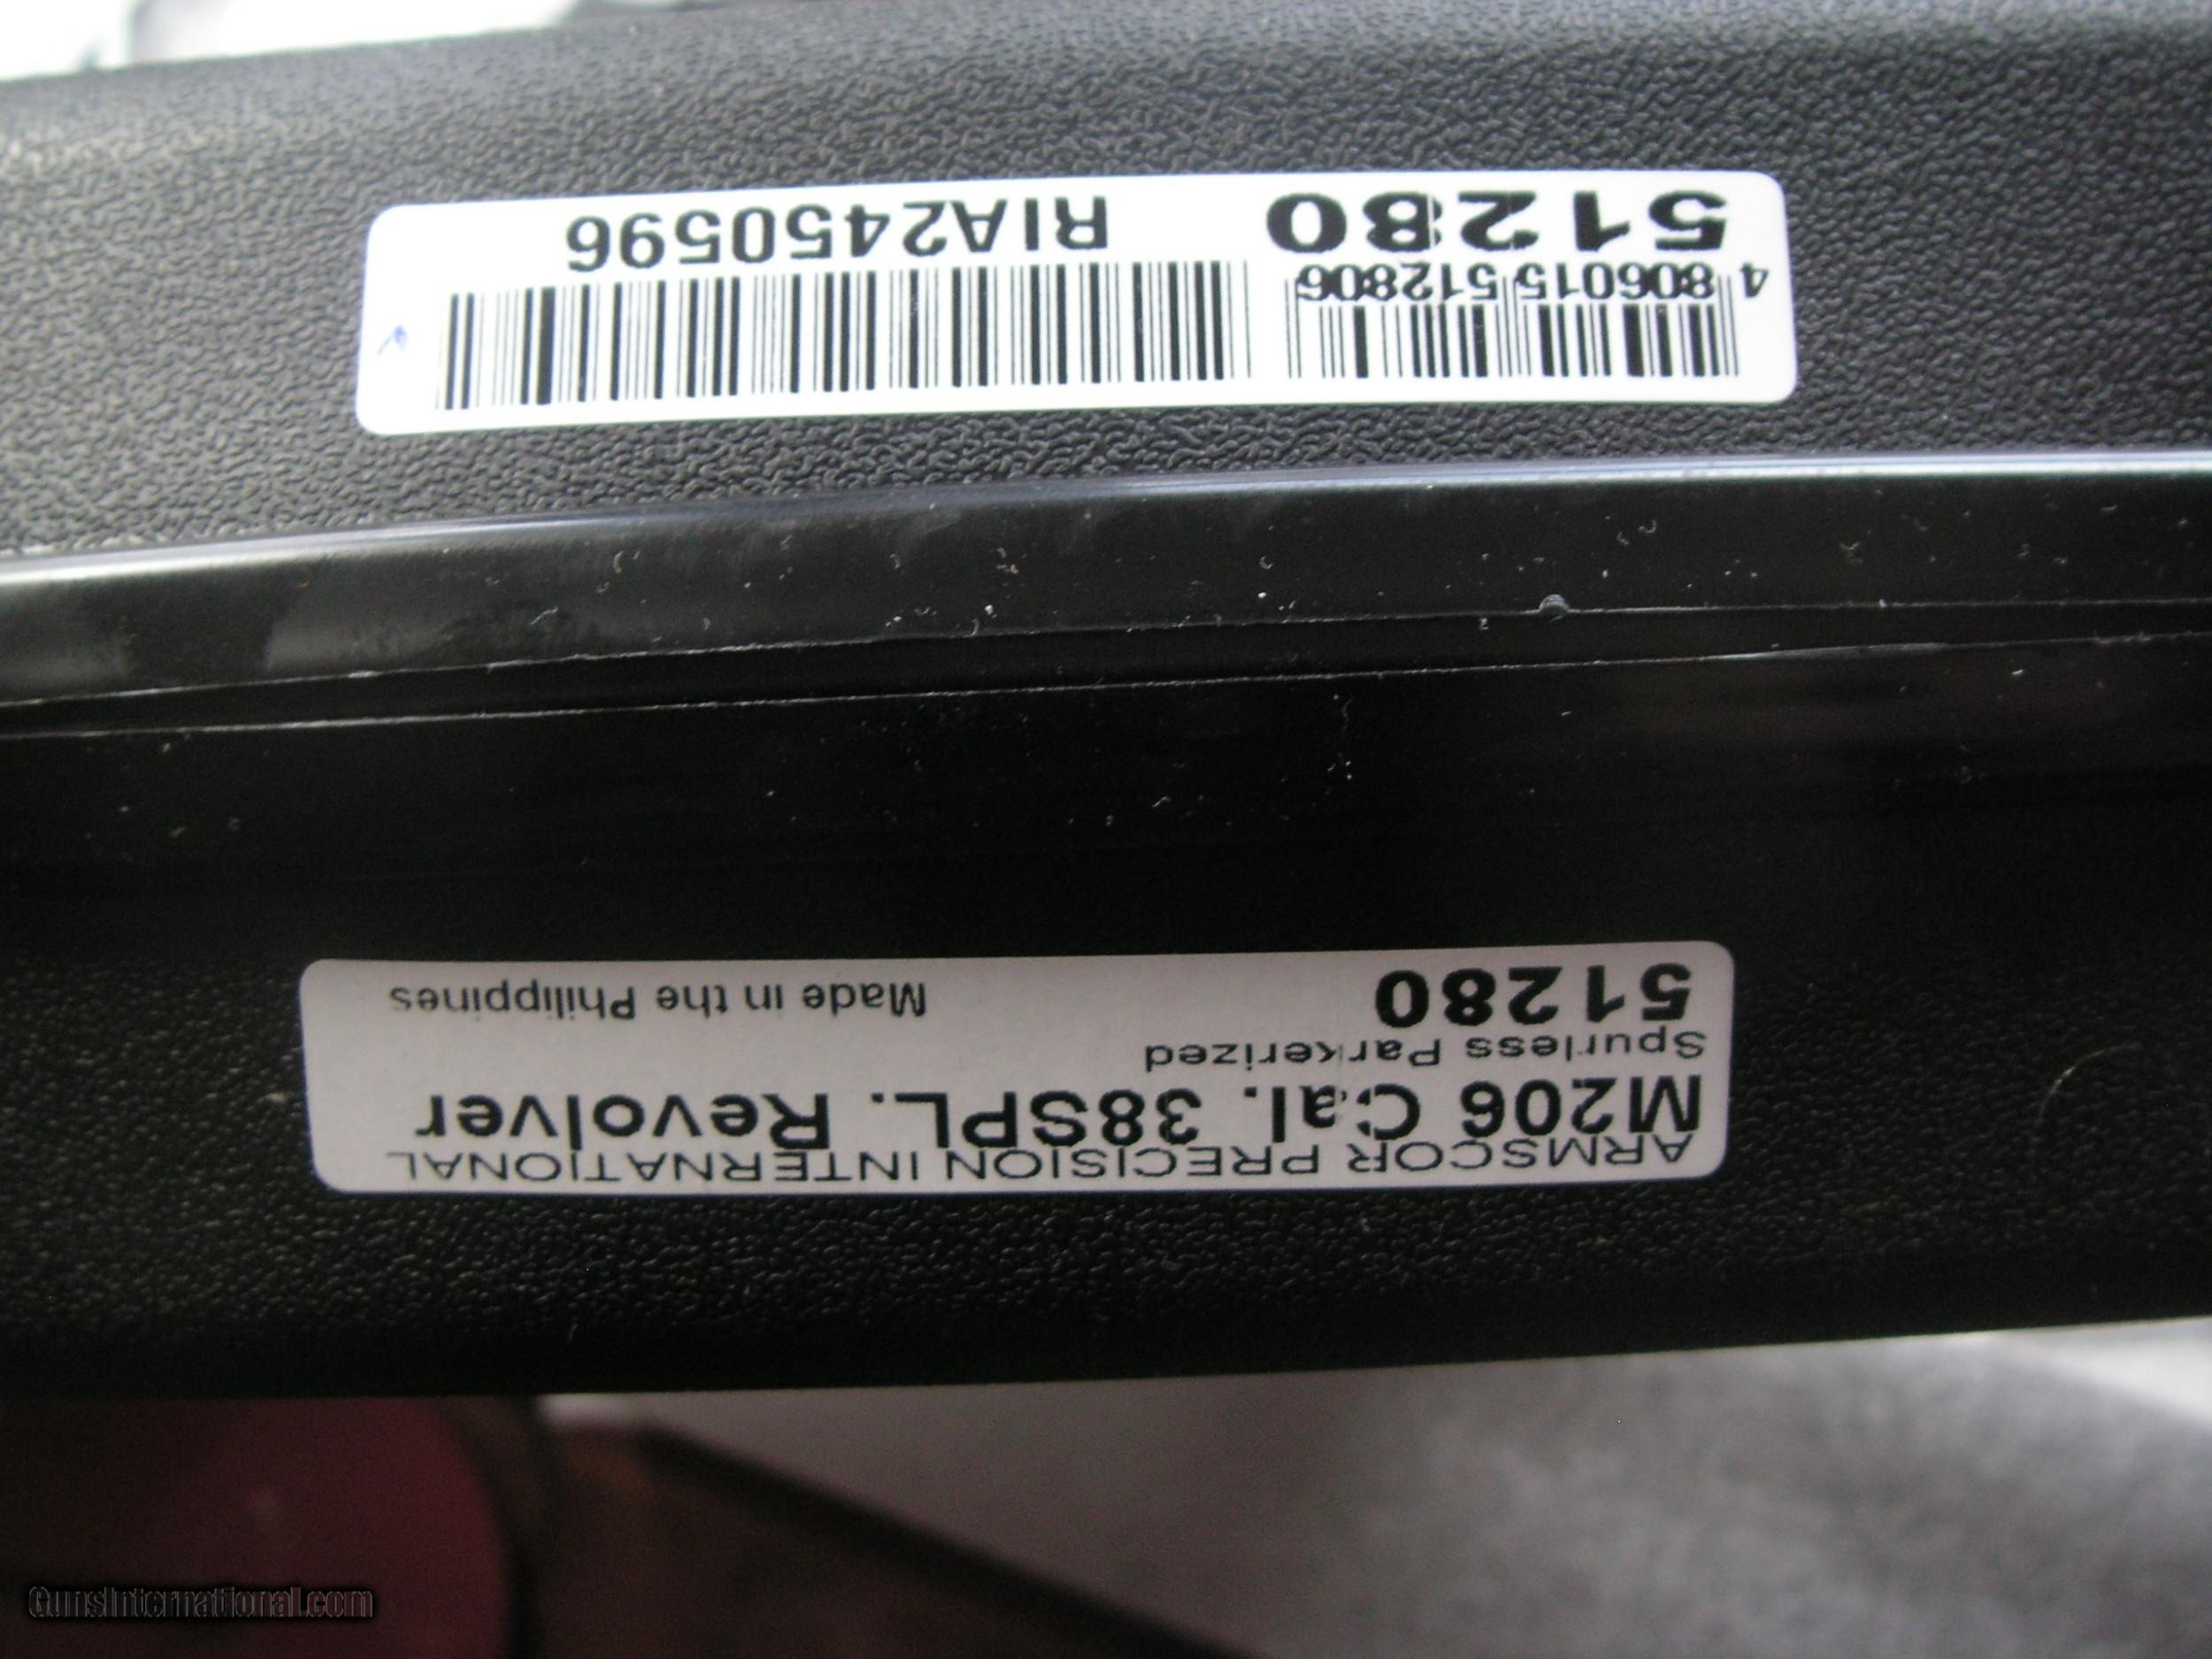 ARMSCOR PRECISION INTERNATIONAL
M206 Cal. 38SPL. Revolver
Spurless Parkerized
51280 Made in the Philippines
4 806015 512806
51280 RIA2450596
GunsInternational.com